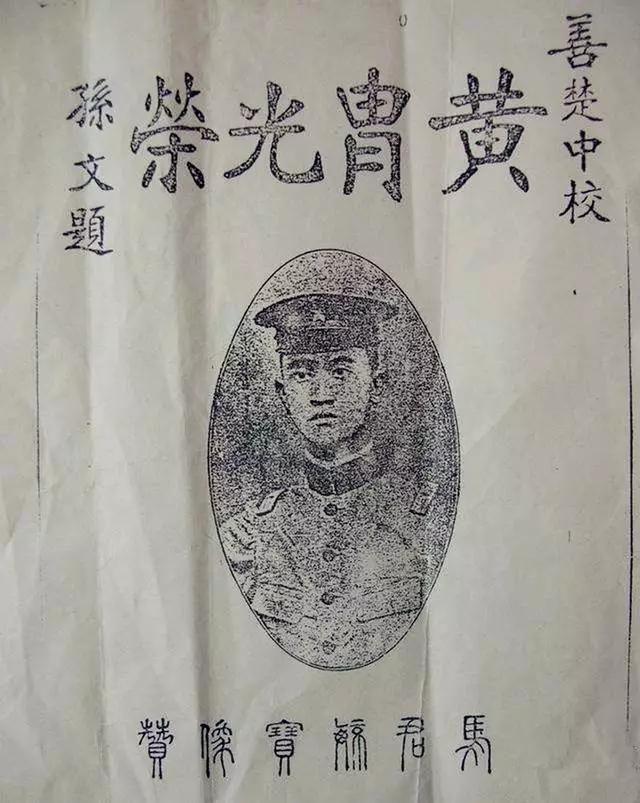 善楚中校
黃胄光榮
孫文題
馬君毓寶像贊